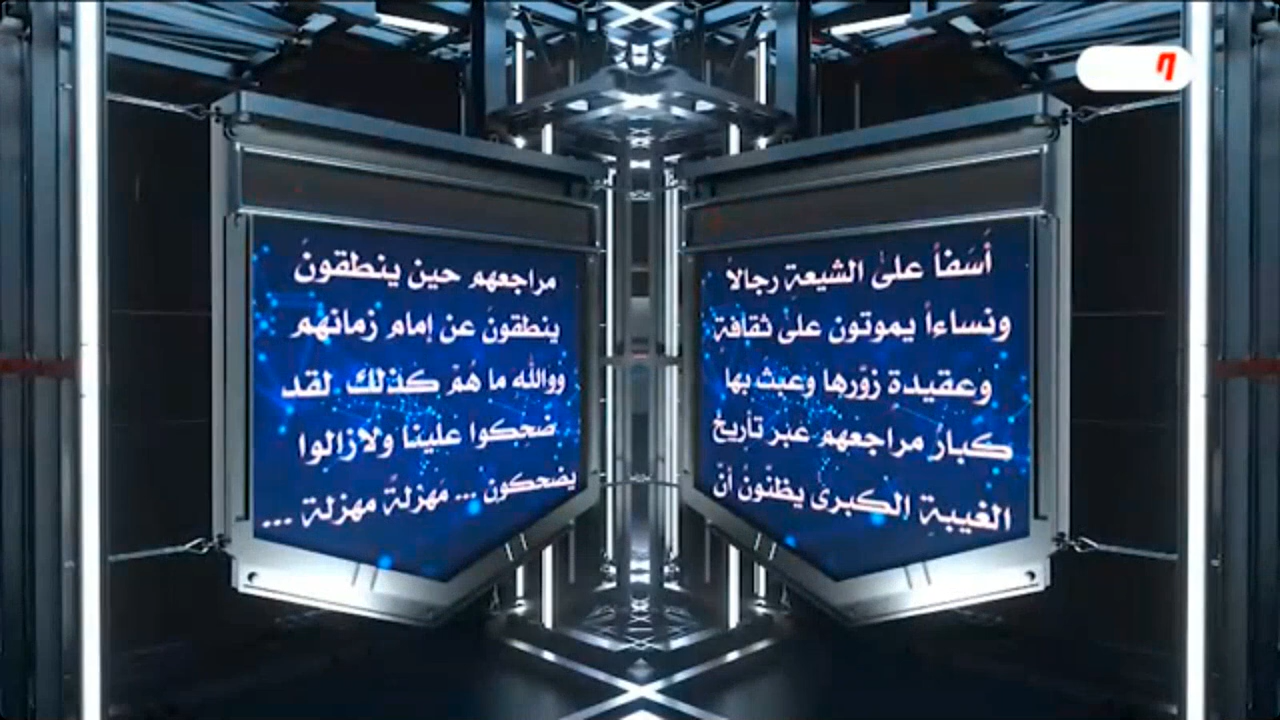 أَسَفاً على الشيعةِ رجالاً
ونساءاً يموتون على ثقافةِ
وعقيدة زوّرها وعبث بها
كبارُ مراجعهم عبر تأريخ
الغيبةِ الكبرى يظنّونَ أنّ
مراجعهم حين ينطقونَ
ينطقونَ عن إمام زمانهم
ووالله ما هُمْ كذلك لقد
ضحكوا علينا ولازالوا
يضحكون ... مهزلةٌ مهزلة ...